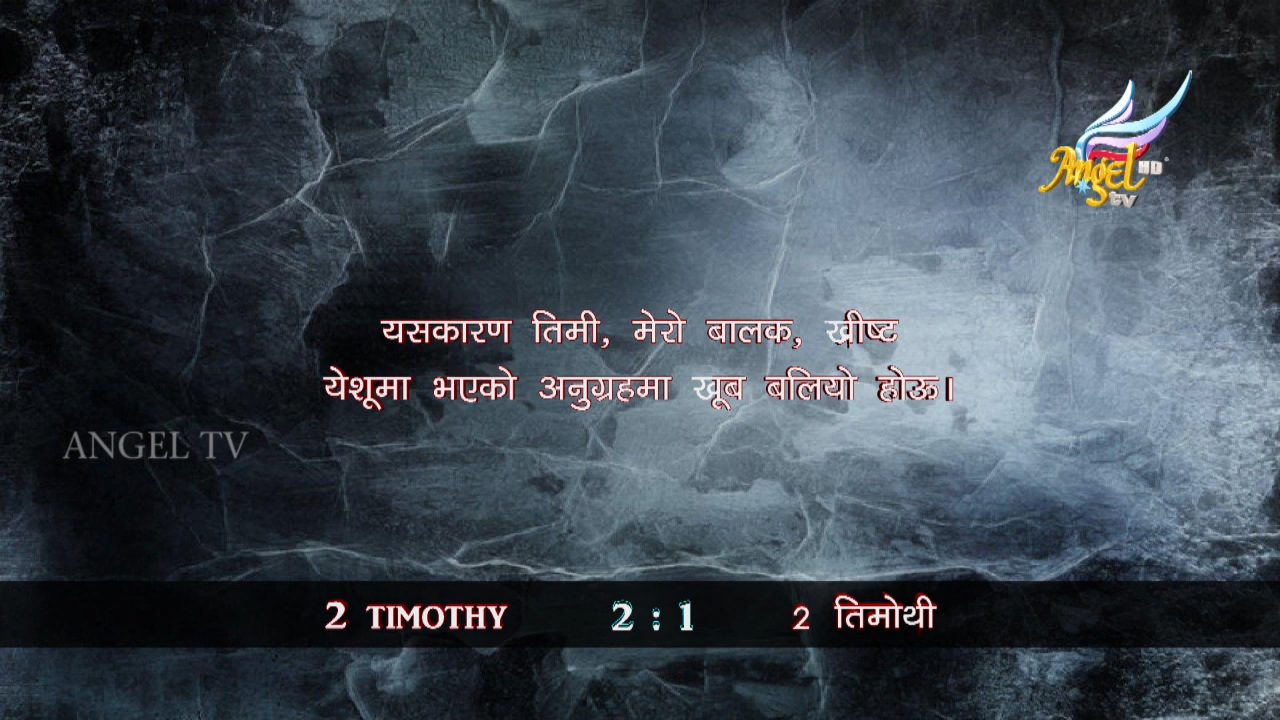 Angel HD
tv
यसकारण तिमी, मेरो बालक, ख्रीष्ट
येशूमा भएको अनुग्रहमा खूब बलियो होऊ।
ANGEL TV
2 TIMOTHY 2 : 1 2 तिमोथी